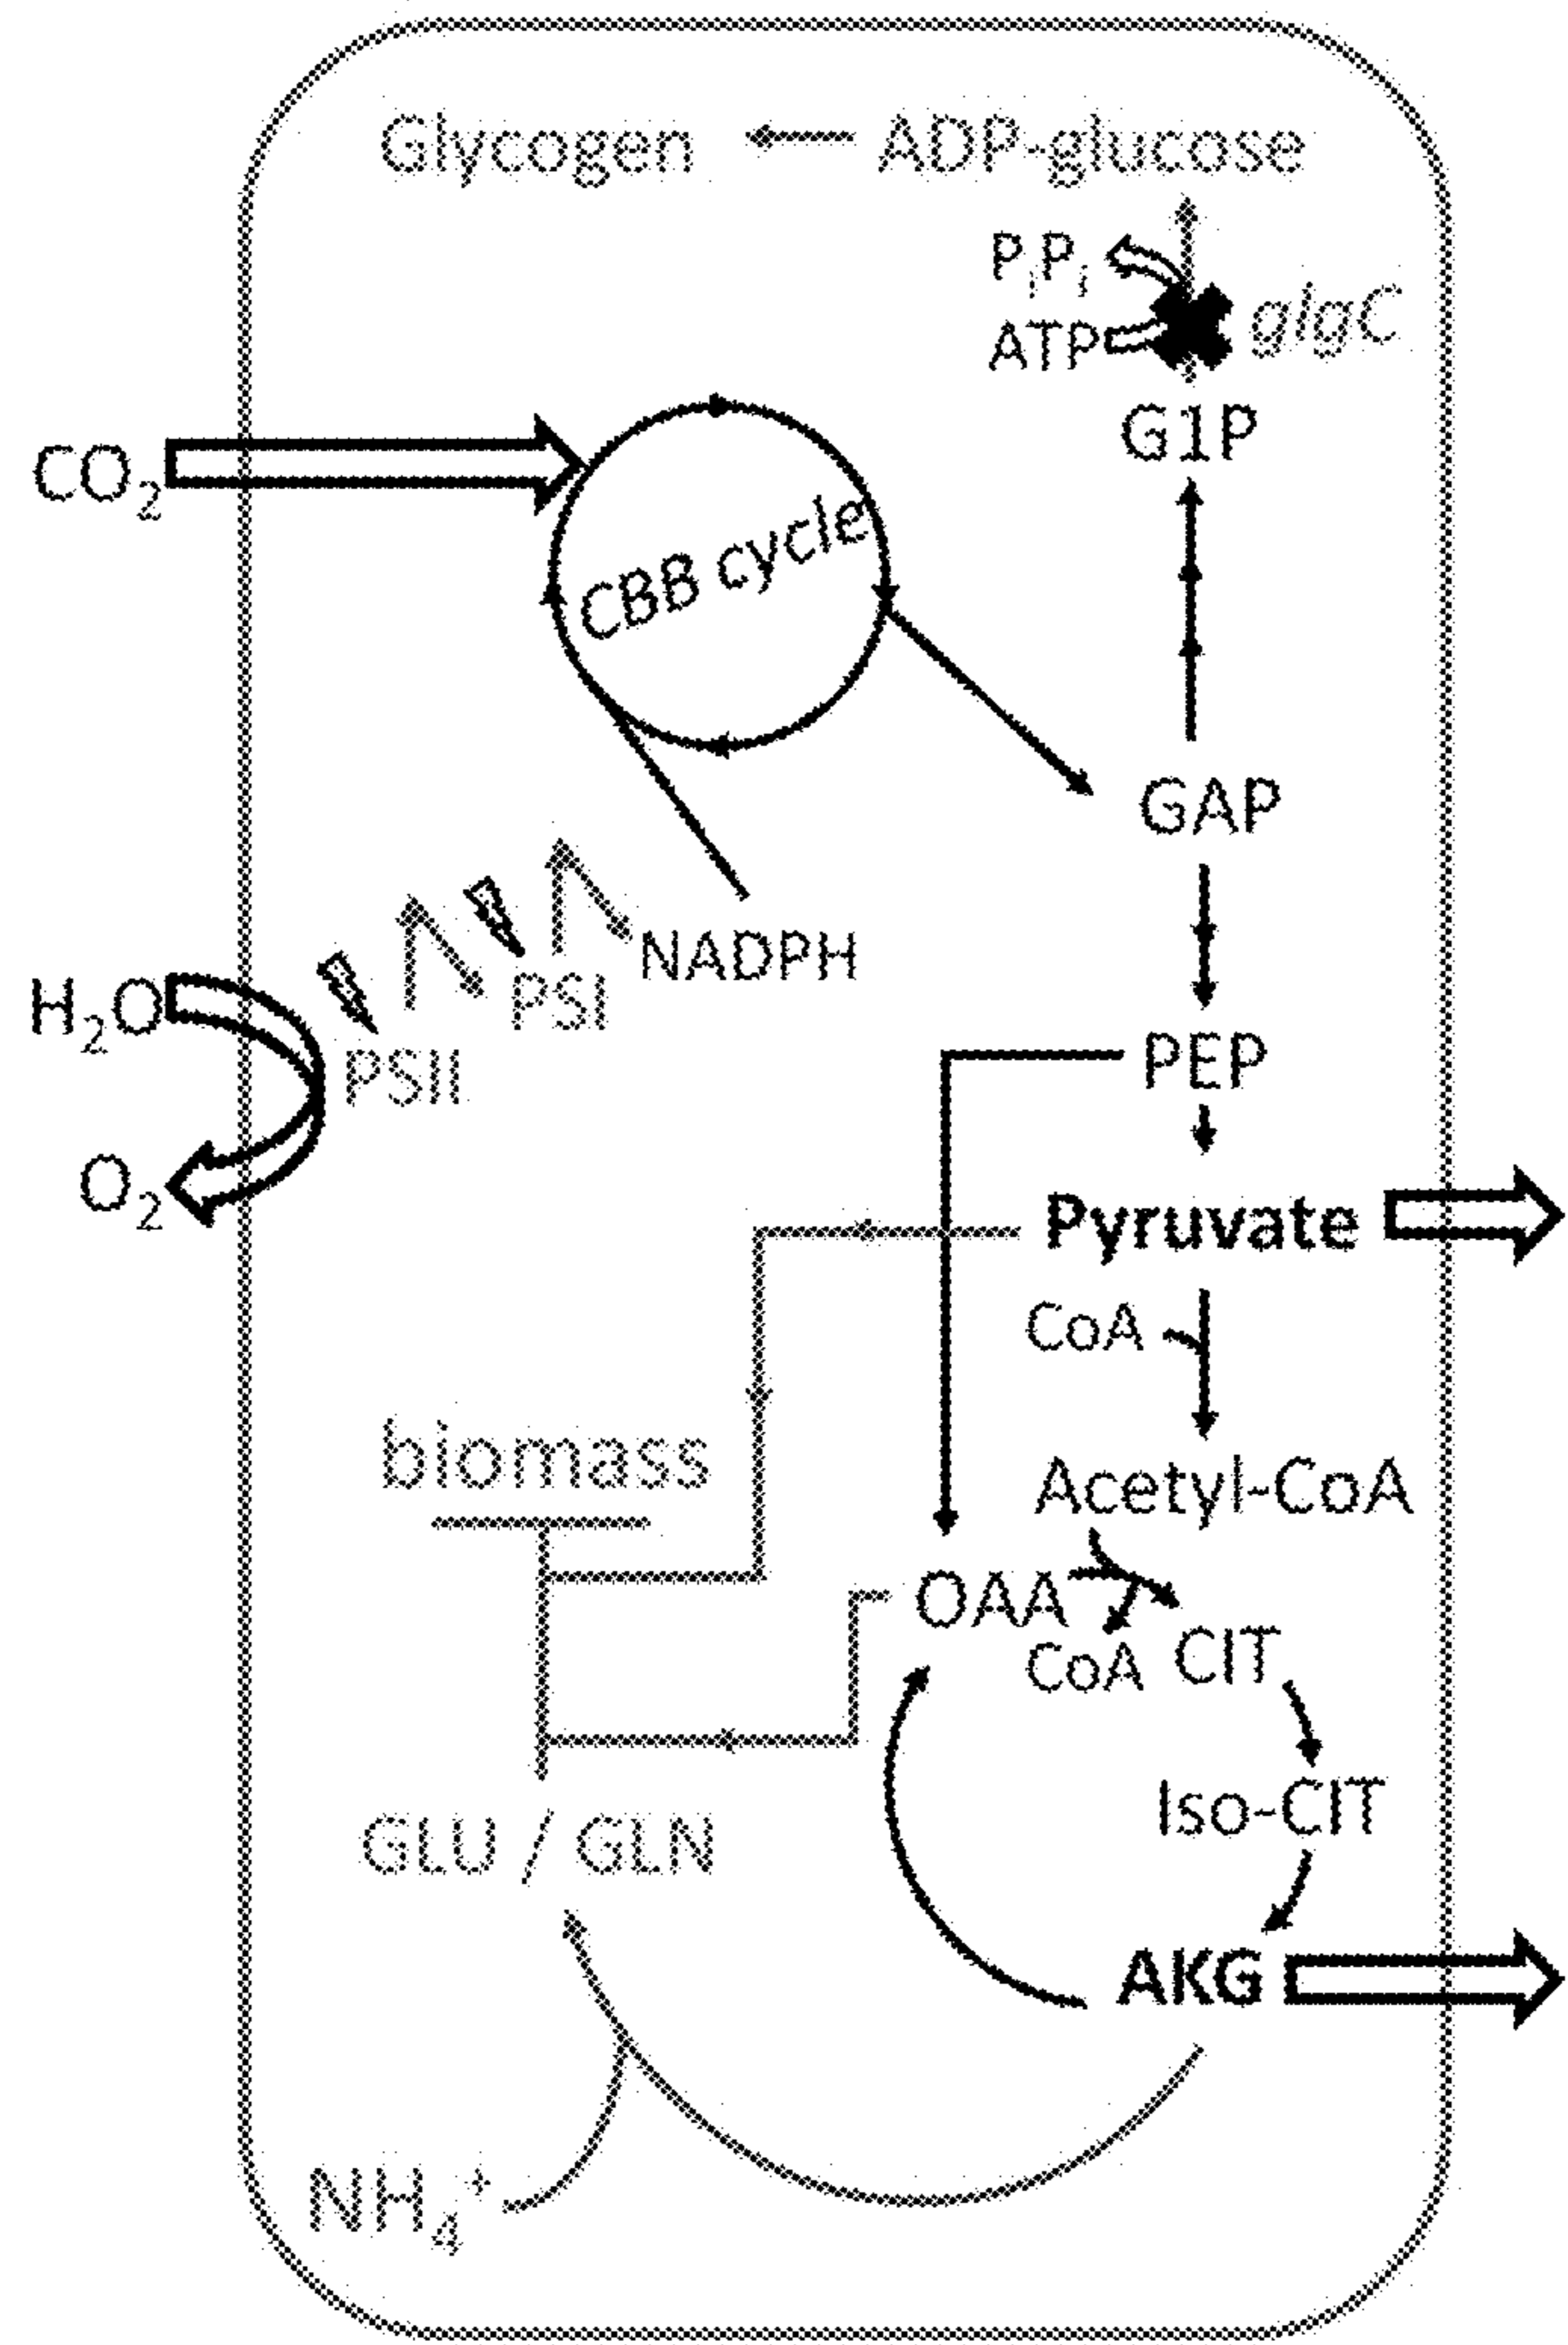 Glycogen ADP-glucose
PiPi
ATP glgC
G1P
CO2
CBB cycle
GAP
NADPH
PSI
H2O
PSII
PEP
O2
Pyruvate
CoA
biomass
Acetyl-CoA
OAA
CoA CIT
Iso-CIT
GLU / GLN
AKG
NH4+